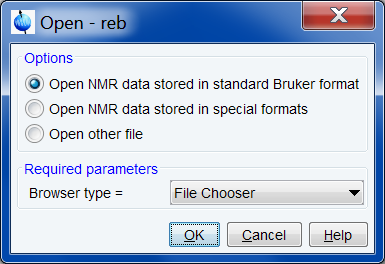 Open - reb
Options
Open NMR data stored in standard Bruker format
Open NMR data stored in special formats
Open other file
Required parameters
Browser type = File Chooser
OK Cancel Help